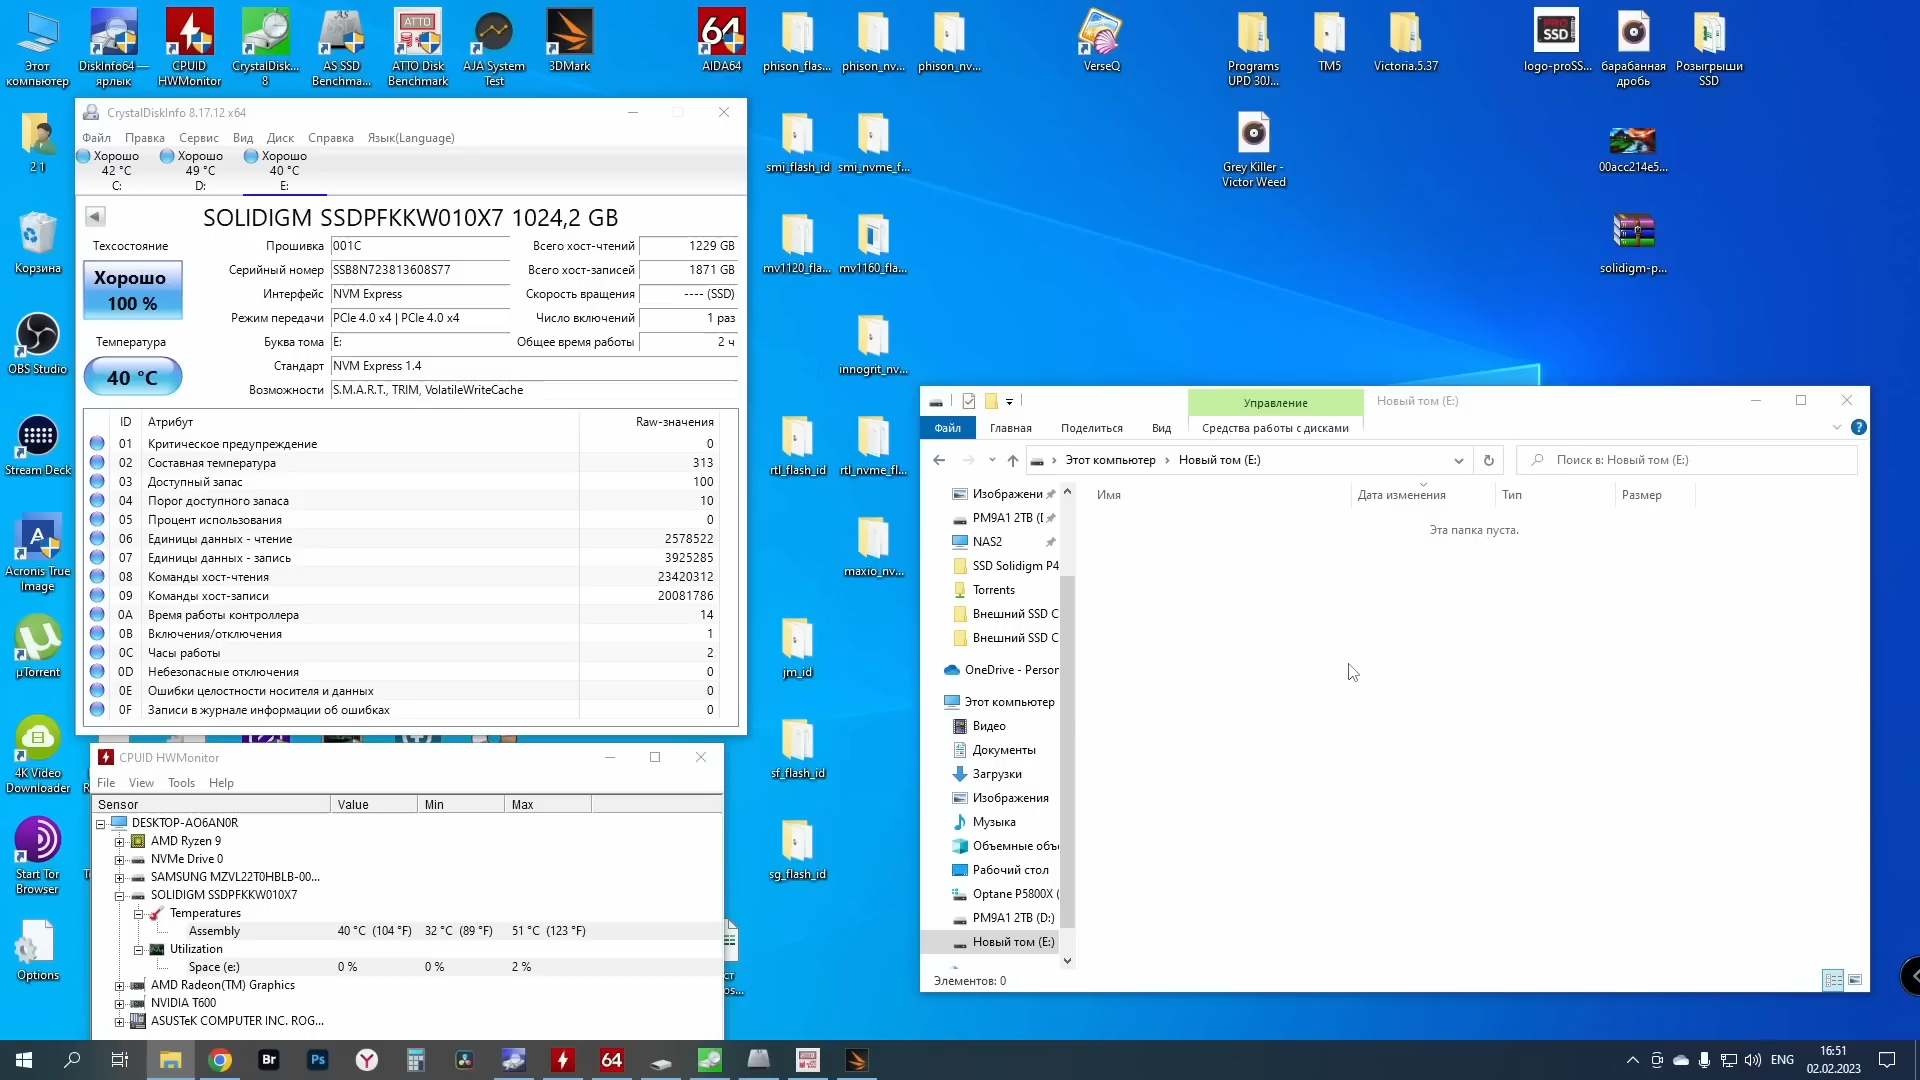 Этот
компьютер
DiskInfo64 —
ярлык
CPUID
HWMonitor
CrystalDisk...
8
AS SSD
Benchma...
ATTO Disk
Benchmark
AJA System
Test
3DMark
AIDA64
phison_flas...
phison_nv...
phison_nv...
VerseQ
Programs
UPD 30J...
TM5
Victoria.5.37
logo-proSS...
барабанная
дробь
Розыгрыши
SSD
2 1
Корзина
OBS Studio
Stream Deck
Acronis True
Image
µTorrent
4K Video
Downloader
Start Tor
Browser
Options
smi_flash_id
smi_nvme_f...
mv1120_fla...
mv1160_fla...
innogrit_nv...
rtl_flash_id
rtl_nvme_fl...
maxio_nv...
jm_id
sf_flash_id
sg_flash_id
Grey Killer -
Victor Weed
00acc214e5...
solidigm-p...
CrystalDiskInfo 8.17.12 x64
Файл Правка Сервис Вид Диск Справка Язык(Language)
Хорошо Хорошо Хорошо
42 °C 49 °C 40 °C
C: D: E:
SOLIDIGM SSDPFKKW010X7 1024,2 GB
Техсостояние
Хорошо
100 %
Температура
40 °C
Прошивка 001C Всего хост-чтений 1229 GB
Серийный номер SSB8N723813608S77 Всего хост-записей 1871 GB
Интерфейс NVM Express Скорость вращения ---- (SSD)
Режим передачи PCIe 4.0 x4 | PCIe 4.0 x4 Число включений 1 раз
Буква тома E: Общее время работы 2 ч
Стандарт NVM Express 1.4
Возможности S.M.A.R.T., TRIM, VolatileWriteCache
ID Атрибут Raw-значения
01 Критическое предупреждение 0
02 Составная температура 313
03 Доступный запас 100
04 Порог доступного запаса 10
05 Процент использования 0
06 Единицы данных - чтение 2578522
07 Единицы данных - запись 3925285
08 Команды хост-чтения 23420312
09 Команды хост-записи 20081786
0A Время работы контроллера 14
0B Включения/отключения 1
0C Часы работы 2
0D Небезопасные отключения 0
0E Ошибки целостности носителя и данных 0
0F Записи в журнале информации об ошибках 0
CPUID HWMonitor
File View Tools Help
Sensor Value Min Max
DESKTOP-AO6AN0R
AMD Ryzen 9
NVMe Drive 0
SAMSUNG MZVL22T0HBLB-00...
SOLIDIGM SSDPFKKW010X7
Temperatures
Assembly 40 °C (104 °F) 32 °C (89 °F) 51 °C (123 °F)
Utilization
Space (e:) 0 % 0 % 2 %
AMD Radeon(TM) Graphics
NVIDIA T600
ASUSTeK COMPUTER INC. ROG...
Управление Новый том (E:)
Файл Главная Поделиться Вид Средства работы с дисками
Этот компьютер › Новый том (E:)
Поиск в: Новый том (E:)
Имя Дата изменения Тип Размер
Эта папка пуста.
Изображени
PM9A1 2TB (I
NAS2
SSD Solidigm P4
Torrents
Внешний SSD C
Внешний SSD C
OneDrive - Person
Этот компьютер
Видео
Документы
Загрузки
Изображения
Музыка
Объемные объ
Рабочий стол
Optane P5800X (
PM9A1 2TB (D:)
Новый том (E:)
Элементов: 0
Br
Ps
64
ENG
16:51
02.02.2023